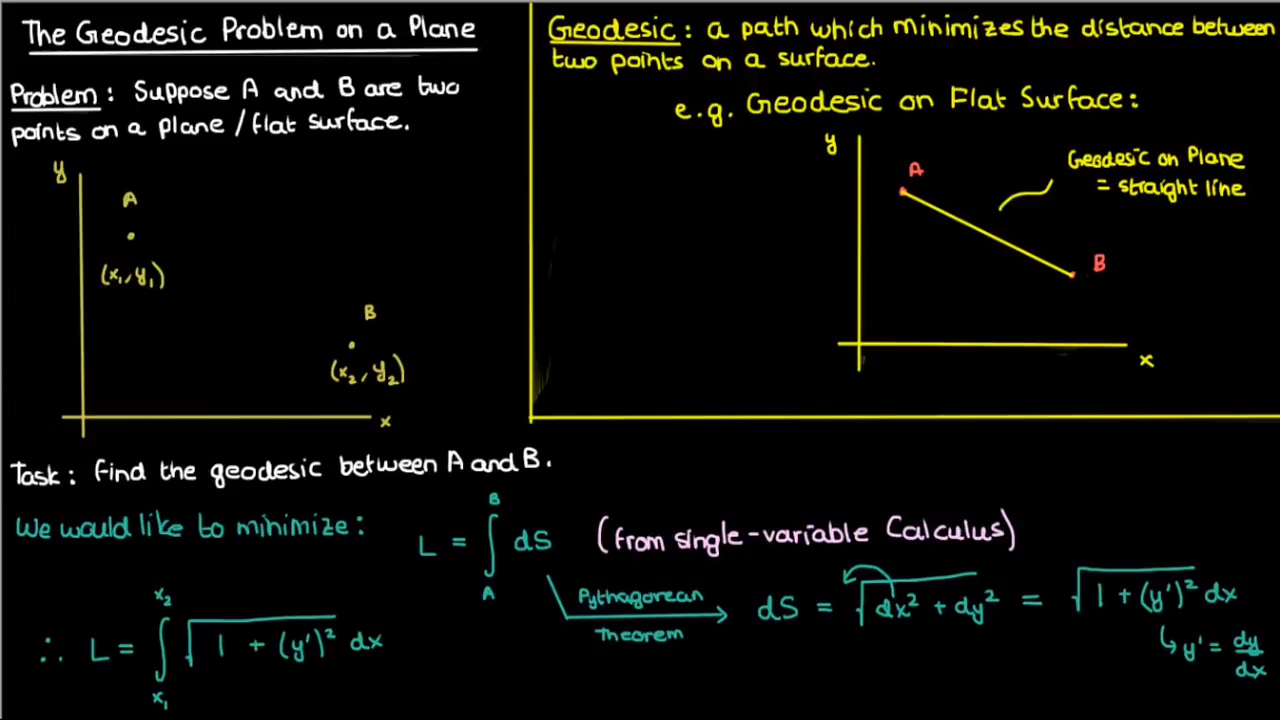 The Geodesic Problem on a Plane
Problem: Suppose A and B are two
points on a plane/flat surface.
y
A
(x₁, y₁)
B
(x₂, y₂)
x
Geodesic: a path which minimizes the distance between
two points on a surface.
e.g. Geodesic on Flat Surface:
y
A
Geodesic on Plane
= straight line
B
x
Task: Find the geodesic between A and B.
We would like to minimize: L = ∫_A^B dS (from single-variable Calculus)
Pythagorean
Theorem
dS = √(dx² + dy²) = √(1 + (y')²) dx
y' = dy/dx
∴ L = ∫_{x₁}^{x₂} √(1 + (y')²) dx